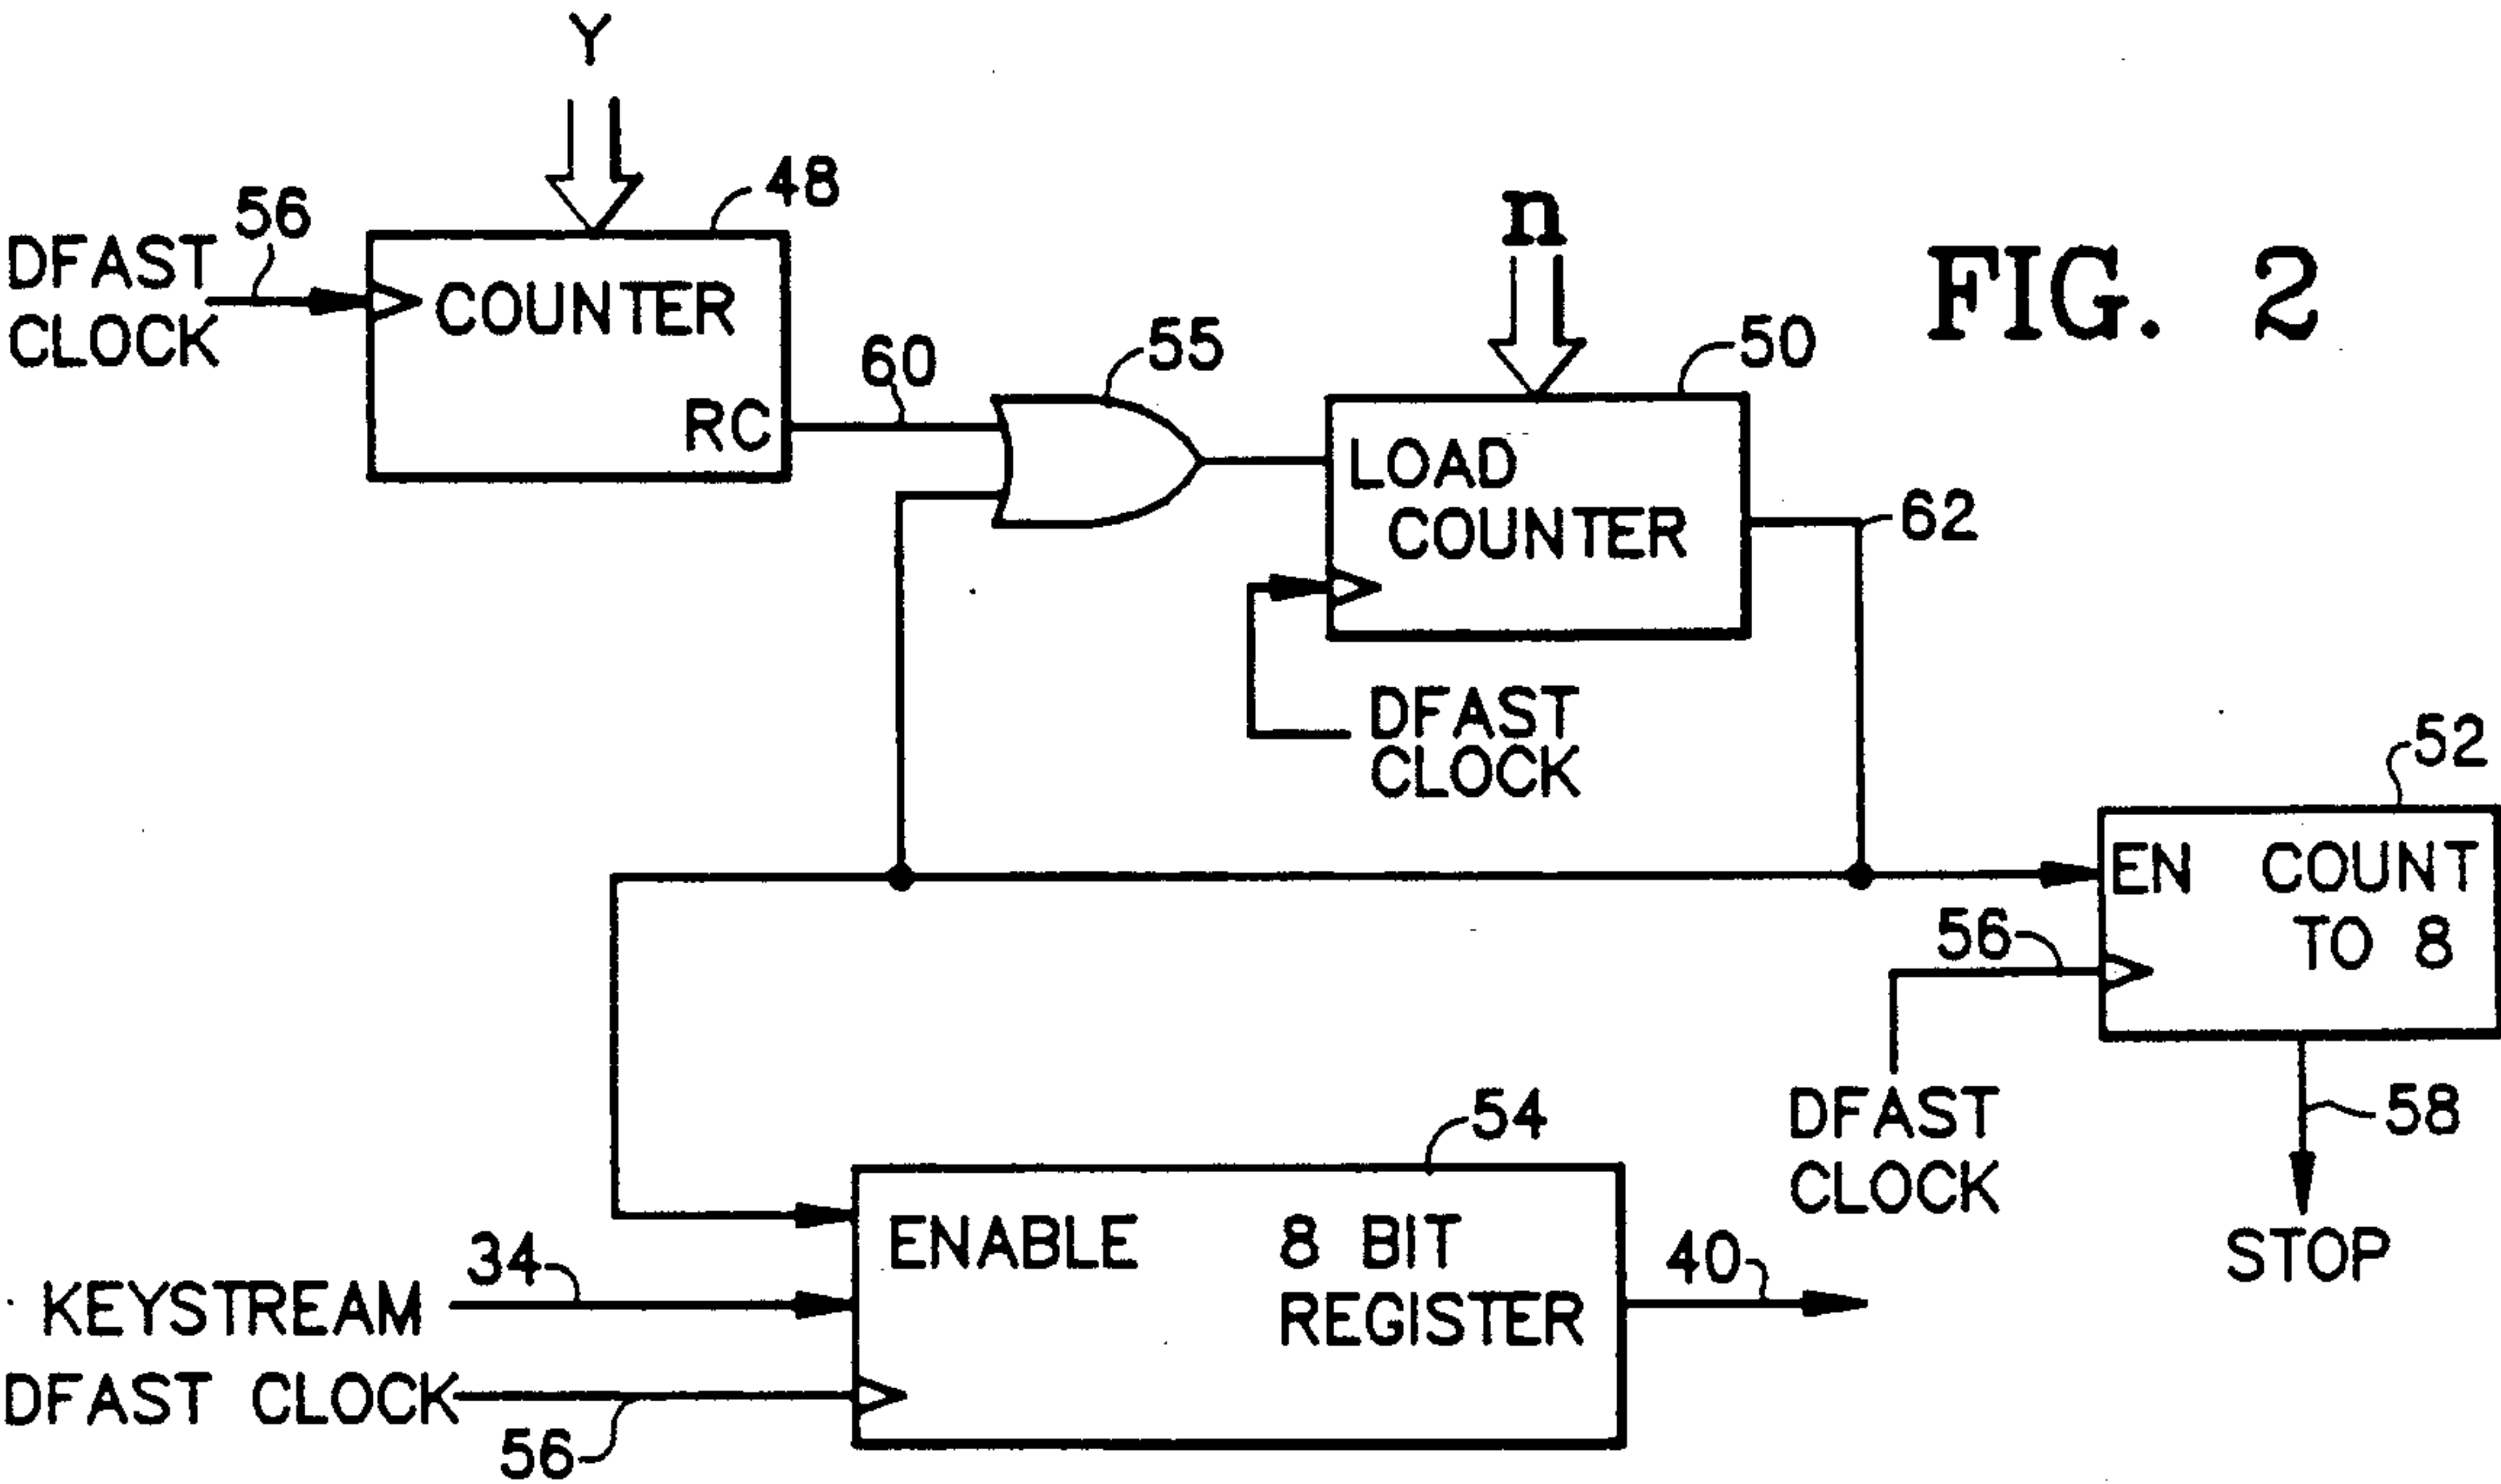 Y
48
56
DFAST
CLOCK
COUNTER
RC
60
55
n
50
FIG. 2
LOAD
COUNTER
62
DFAST
CLOCK
52
EN COUNT
TO 8
56
DFAST
CLOCK
58
STOP
54
ENABLE 8 BIT
REGISTER
34
KEYSTREAM
40
DFAST CLOCK
56